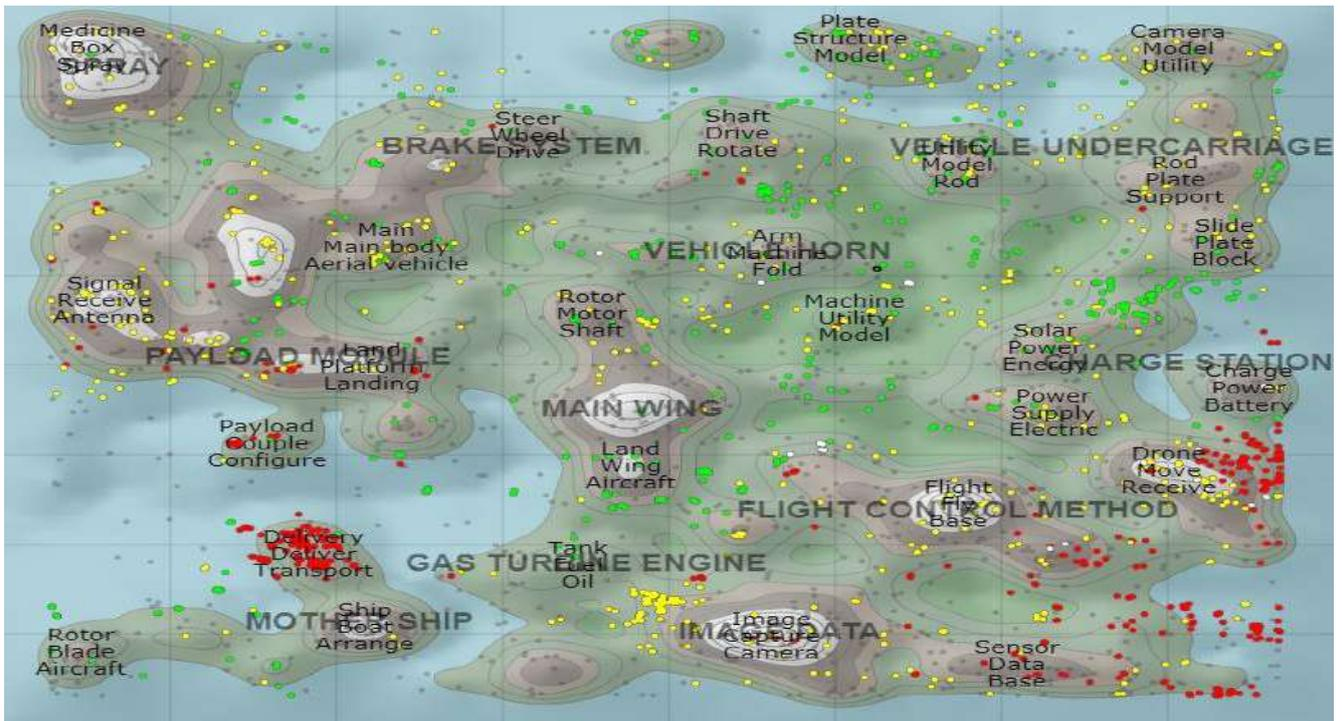 Medicine
Box
Spray
SPRAY
Plate
Structure
Model
Camera
Model
Utility
Steer
Wheel
Drive
BRAKE SYSTEM
Shaft
Drive
Rotate
Utility
Model
Rod
VEHICLE UNDERCARRIAGE
Rod
Plate
Support
Main
Main body
Aerial vehicle
Arm
Machine
Fold
VEHICLE HORN
Slide
Plate
Block
Signal
Receive
Antenna
Rotor
Motor
Shaft
Machine
Utility
Model
PAYLOAD MODULE
Land
Platform
Landing
Solar
Power
Energy
CHARGE STATION
Charge
Power
Battery
MAIN WING
Power
Supply
Electric
Payload
Couple
Configure
Land
Wing
Aircraft
Drone
Move
Receive
Flight
Fly
Base
FLIGHT CONTROL METHOD
Delivery
Deliver
Transport
GAS TURBINE ENGINE
Tank
Fuel
Oil
MOTHER SHIP
Ship
Boat
Arrange
Image
Capture
Camera
IMAGE DATA
Rotor
Blade
Aircraft
Sensor
Data
Base